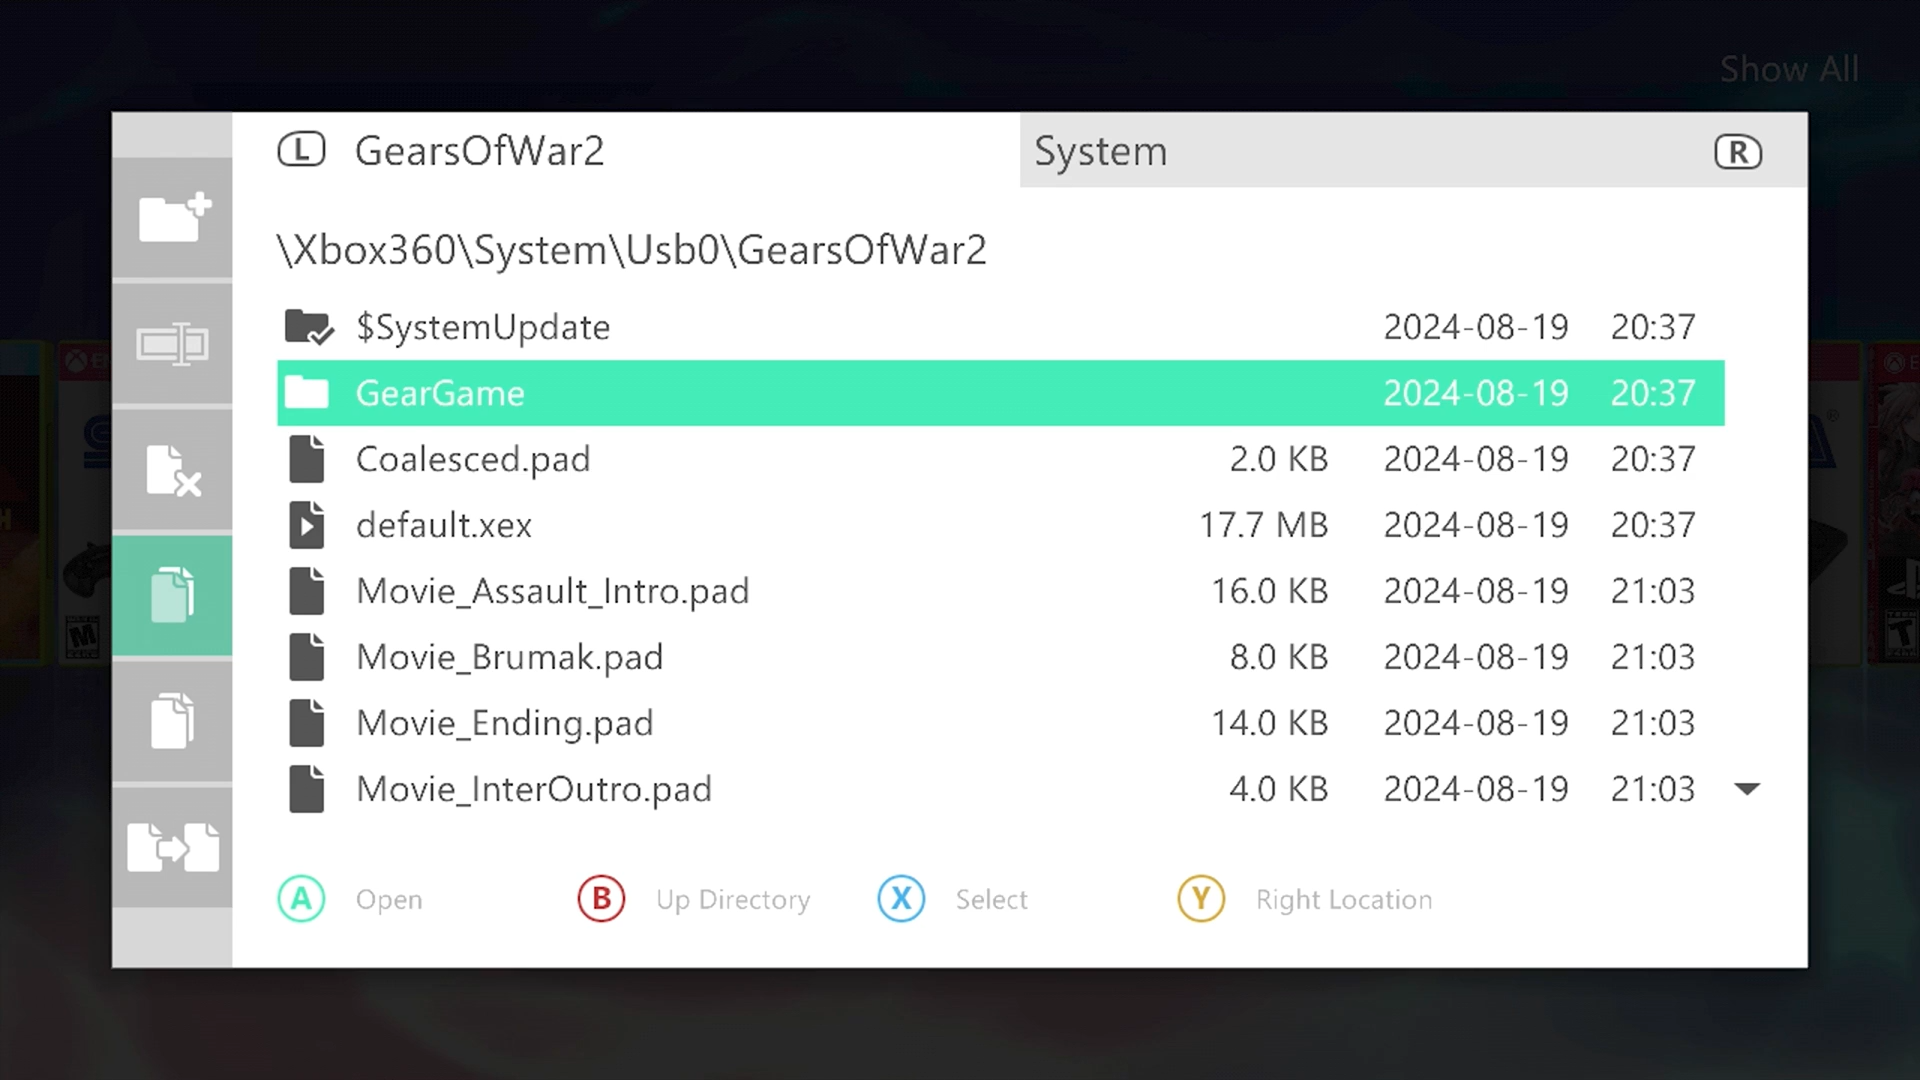 Show All
L GearsOfWar2 System R
\Xbox360\System\Usb0\GearsOfWar2
$SystemUpdate 2024-08-19 20:37
GearGame 2024-08-19 20:37
Coalesced.pad 2.0 KB 2024-08-19 20:37
default.xex 17.7 MB 2024-08-19 20:37
Movie_Assault_Intro.pad 16.0 KB 2024-08-19 21:03
Movie_Brumak.pad 8.0 KB 2024-08-19 21:03
Movie_Ending.pad 14.0 KB 2024-08-19 21:03
Movie_InterOutro.pad 4.0 KB 2024-08-19 21:03
A Open B Up Directory X Select Y Right Location
M
T